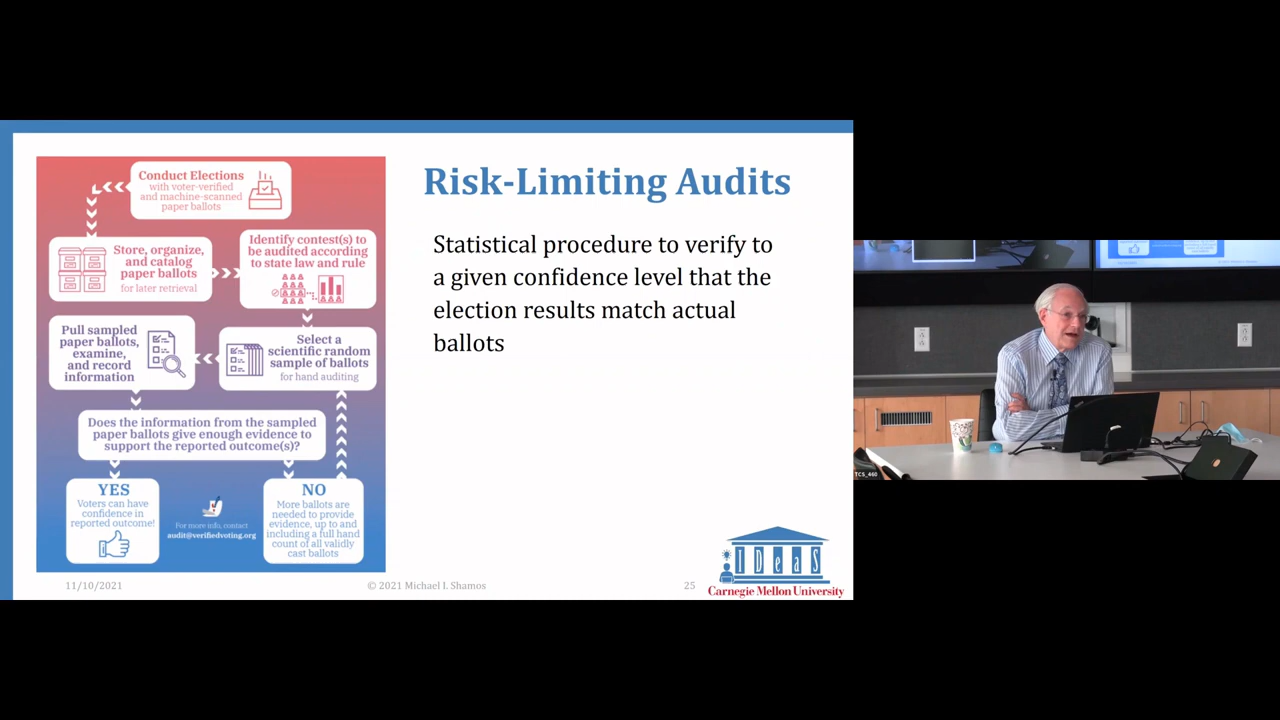 Risk-Limiting Audits
Statistical procedure to verify to
a given confidence level that the
election results match actual
ballots
Conduct Elections
with voter-verified
and machine-scanned
paper ballots
Store, organize,
and catalog
paper ballots
for later retrieval
Identify contest(s) to
be audited according
to state law and rule
Select a
scientific random
sample of ballots
for hand auditing
Pull sampled
paper ballots,
examine,
and record
information
Does the information from the sampled
paper ballots give enough evidence to
support the reported outcome(s)?
YES
Voters can have
confidence in
reported outcome!
For more info, contact
audit@verifiedvoting.org
NO
More ballots are
needed to provide
evidence, up to and
including a full hand
count of all validly
cast ballots
11/10/2021
© 2021 Michael I. Shamos
25
IDeaS
Carnegie Mellon University
TCS_460